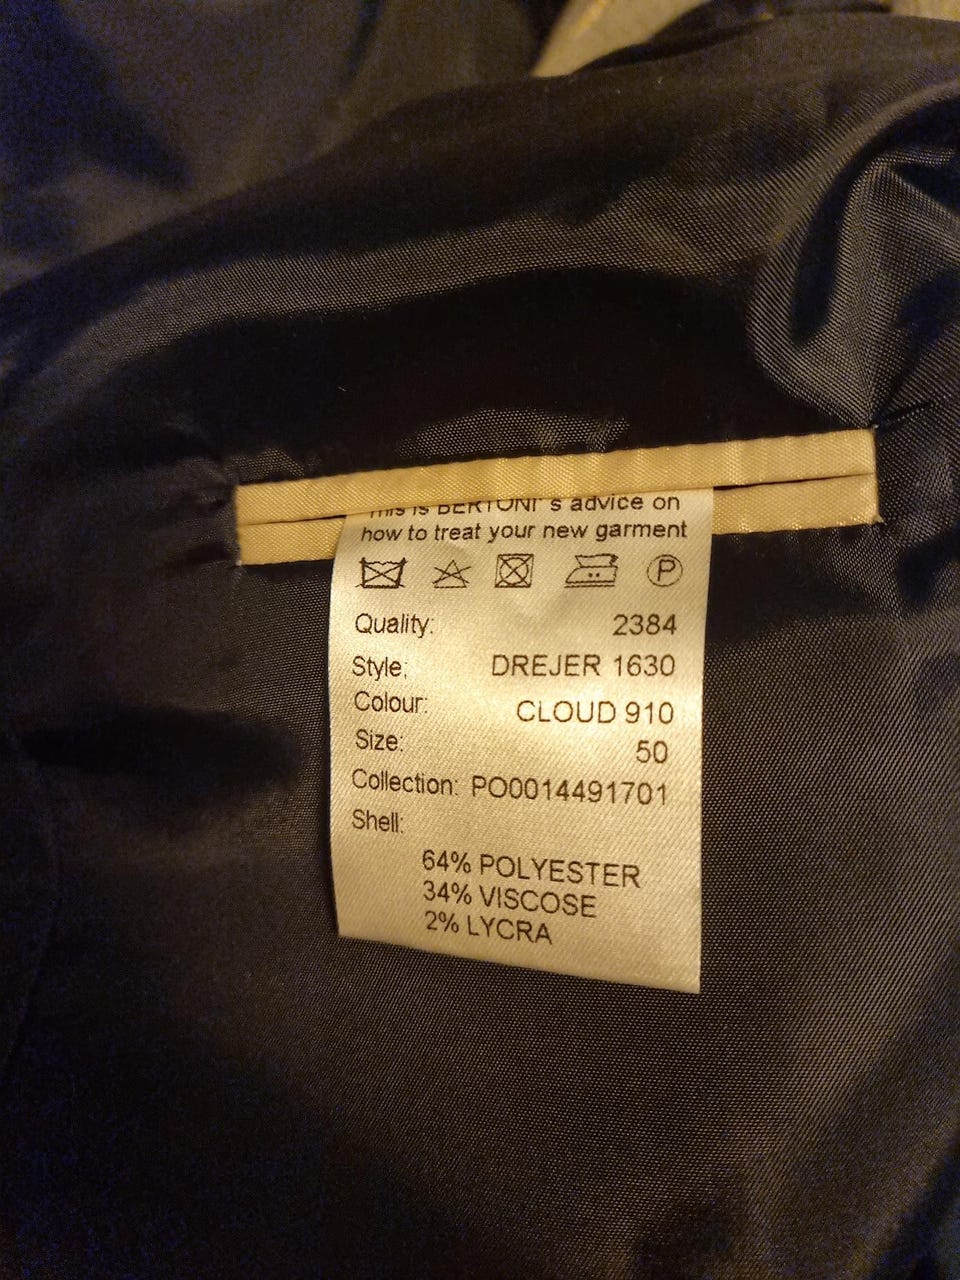 This is BERTONI' s advice on
how to treat your new garment
P
Quality: 2384
Style: DREJER 1630
Colour: CLOUD 910
Size: 50
Collection: PO0014491701
Shell:
64% POLYESTER
34% VISCOSE
2% LYCRA